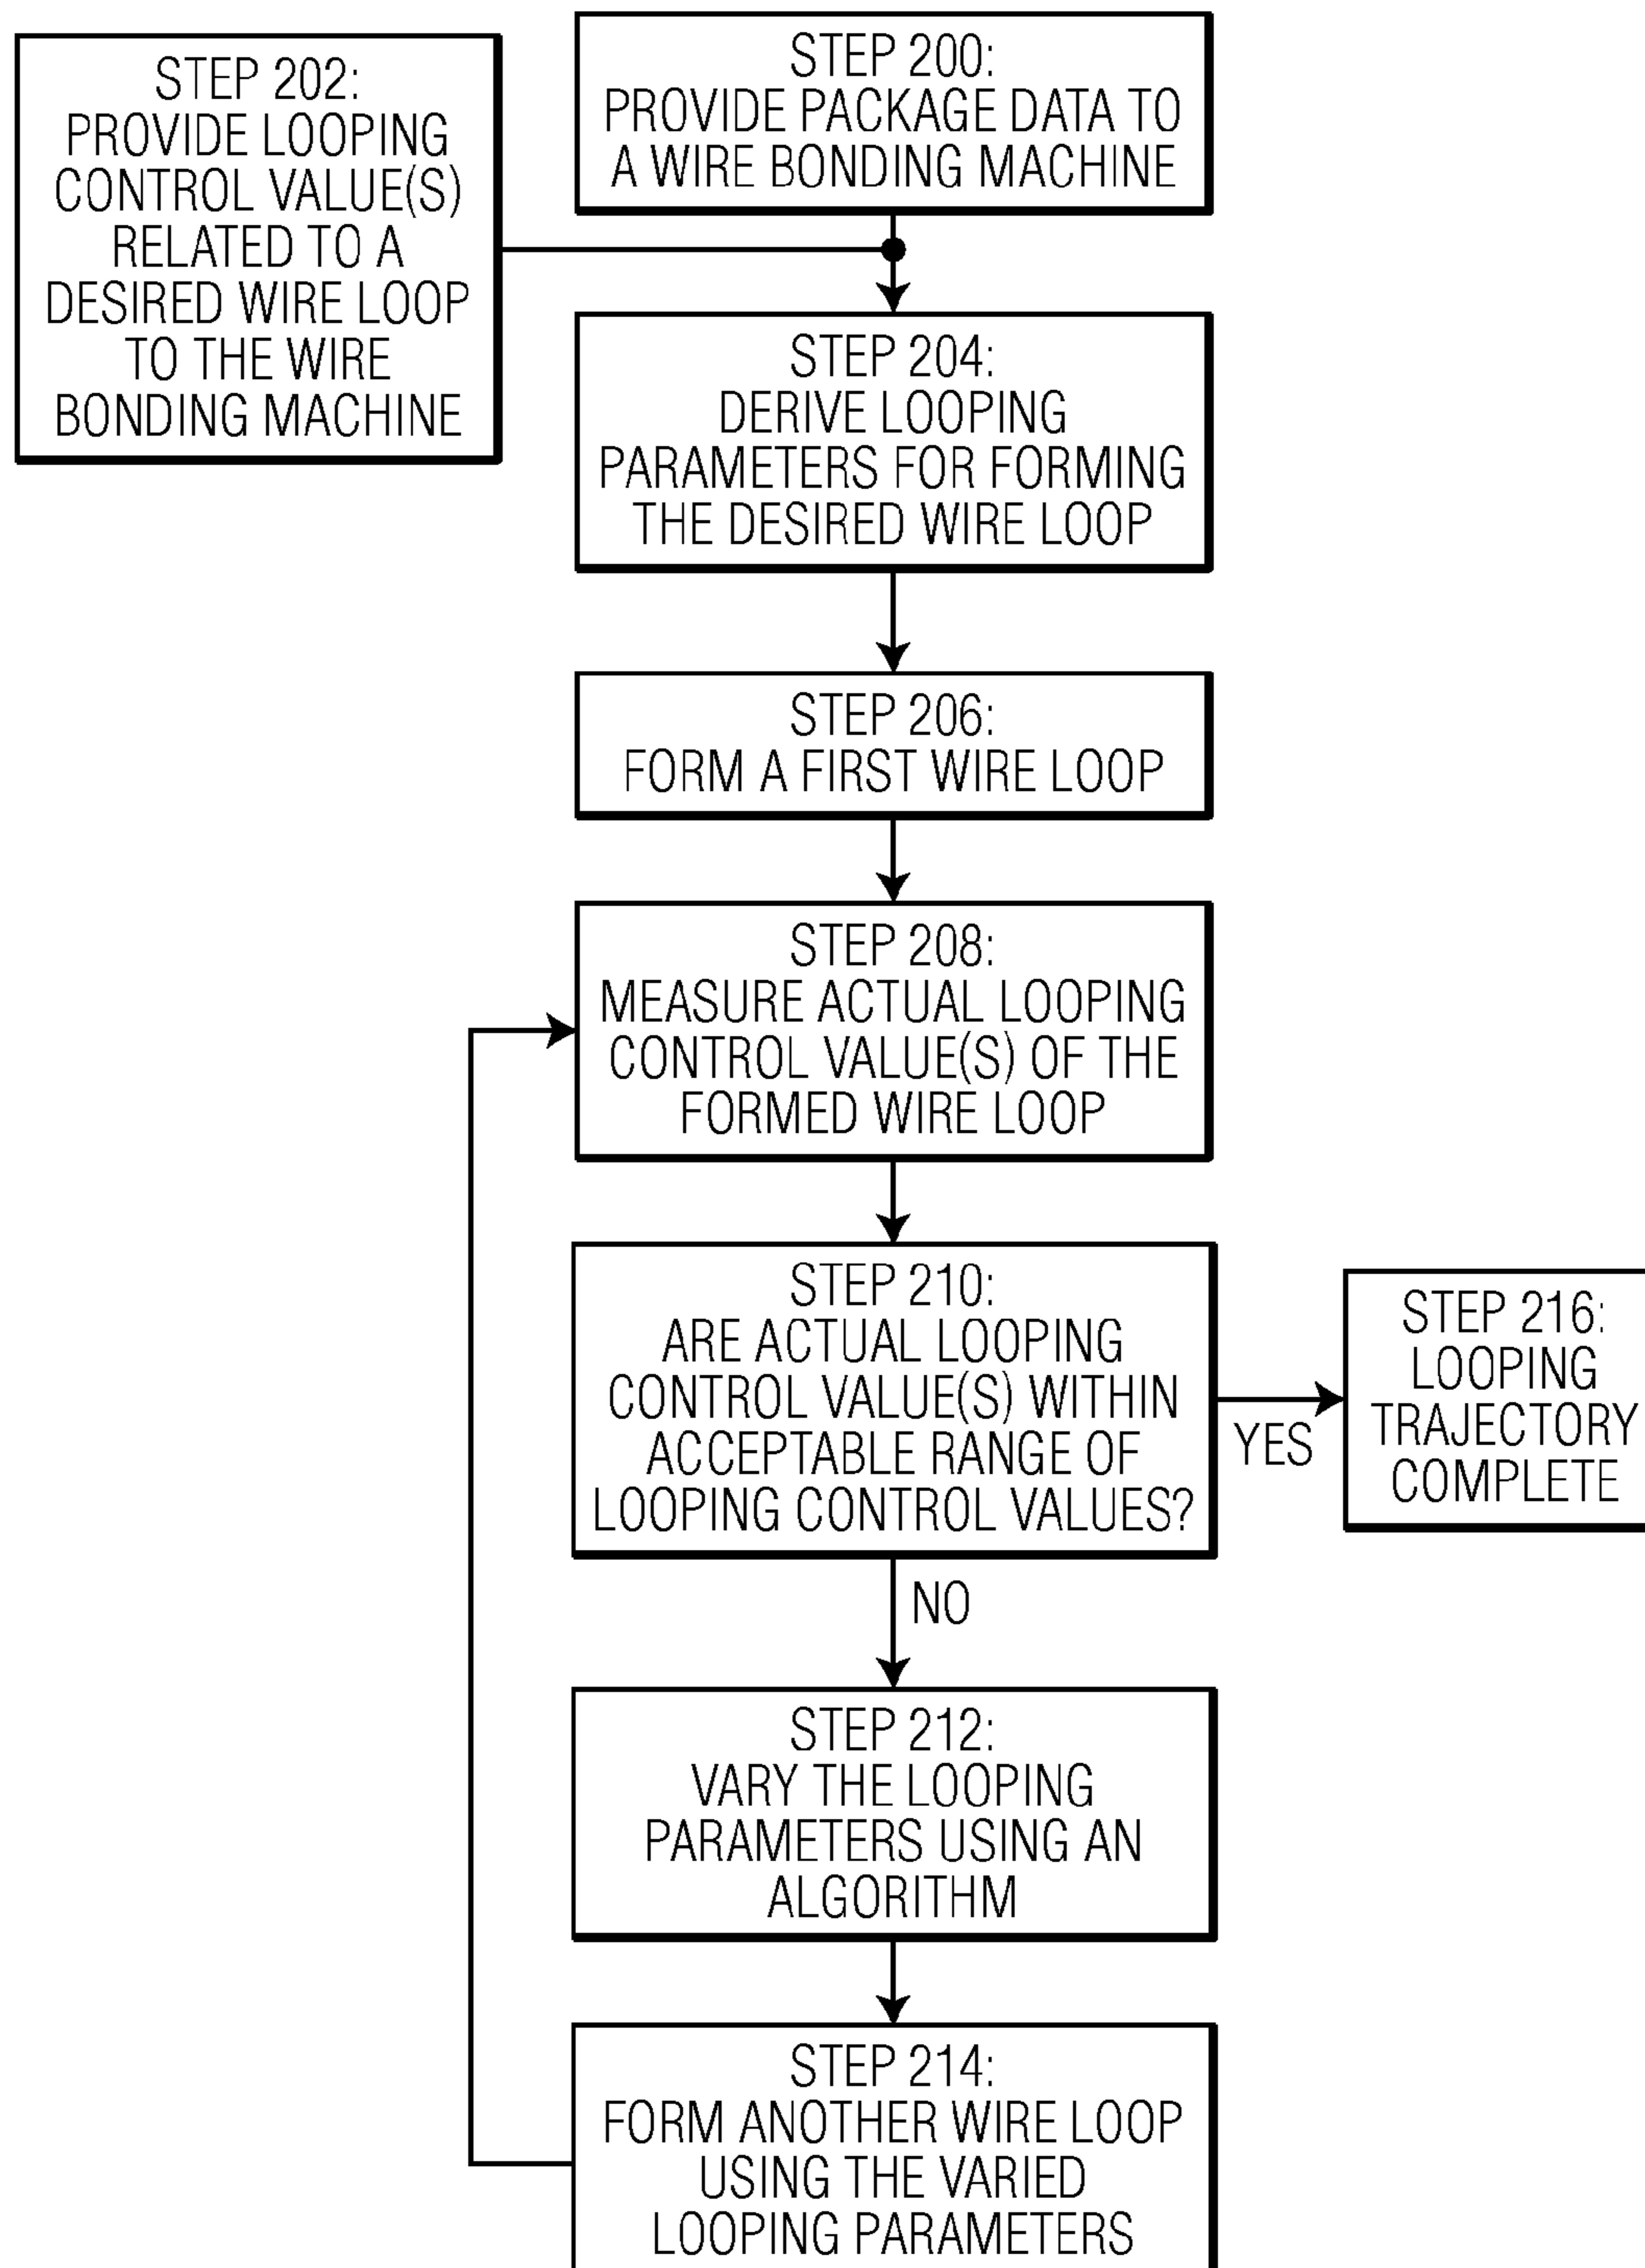 STEP 202:
PROVIDE LOOPING
CONTROL VALUE(S)
RELATED TO A
DESIRED WIRE LOOP
TO THE WIRE
BONDING MACHINE
STEP 200:
PROVIDE PACKAGE DATA TO
A WIRE BONDING MACHINE
STEP 204:
DERIVE LOOPING
PARAMETERS FOR FORMING
THE DESIRED WIRE LOOP
STEP 206:
FORM A FIRST WIRE LOOP
STEP 208:
MEASURE ACTUAL LOOPING
CONTROL VALUE(S) OF THE
FORMED WIRE LOOP
STEP 210:
ARE ACTUAL LOOPING
CONTROL VALUE(S) WITHIN
ACCEPTABLE RANGE OF
LOOPING CONTROL VALUES?
YES
STEP 216:
LOOPING
TRAJECTORY
COMPLETE
NO
STEP 212:
VARY THE LOOPING
PARAMETERS USING AN
ALGORITHM
STEP 214:
FORM ANOTHER WIRE LOOP
USING THE VARIED
LOOPING PARAMETERS